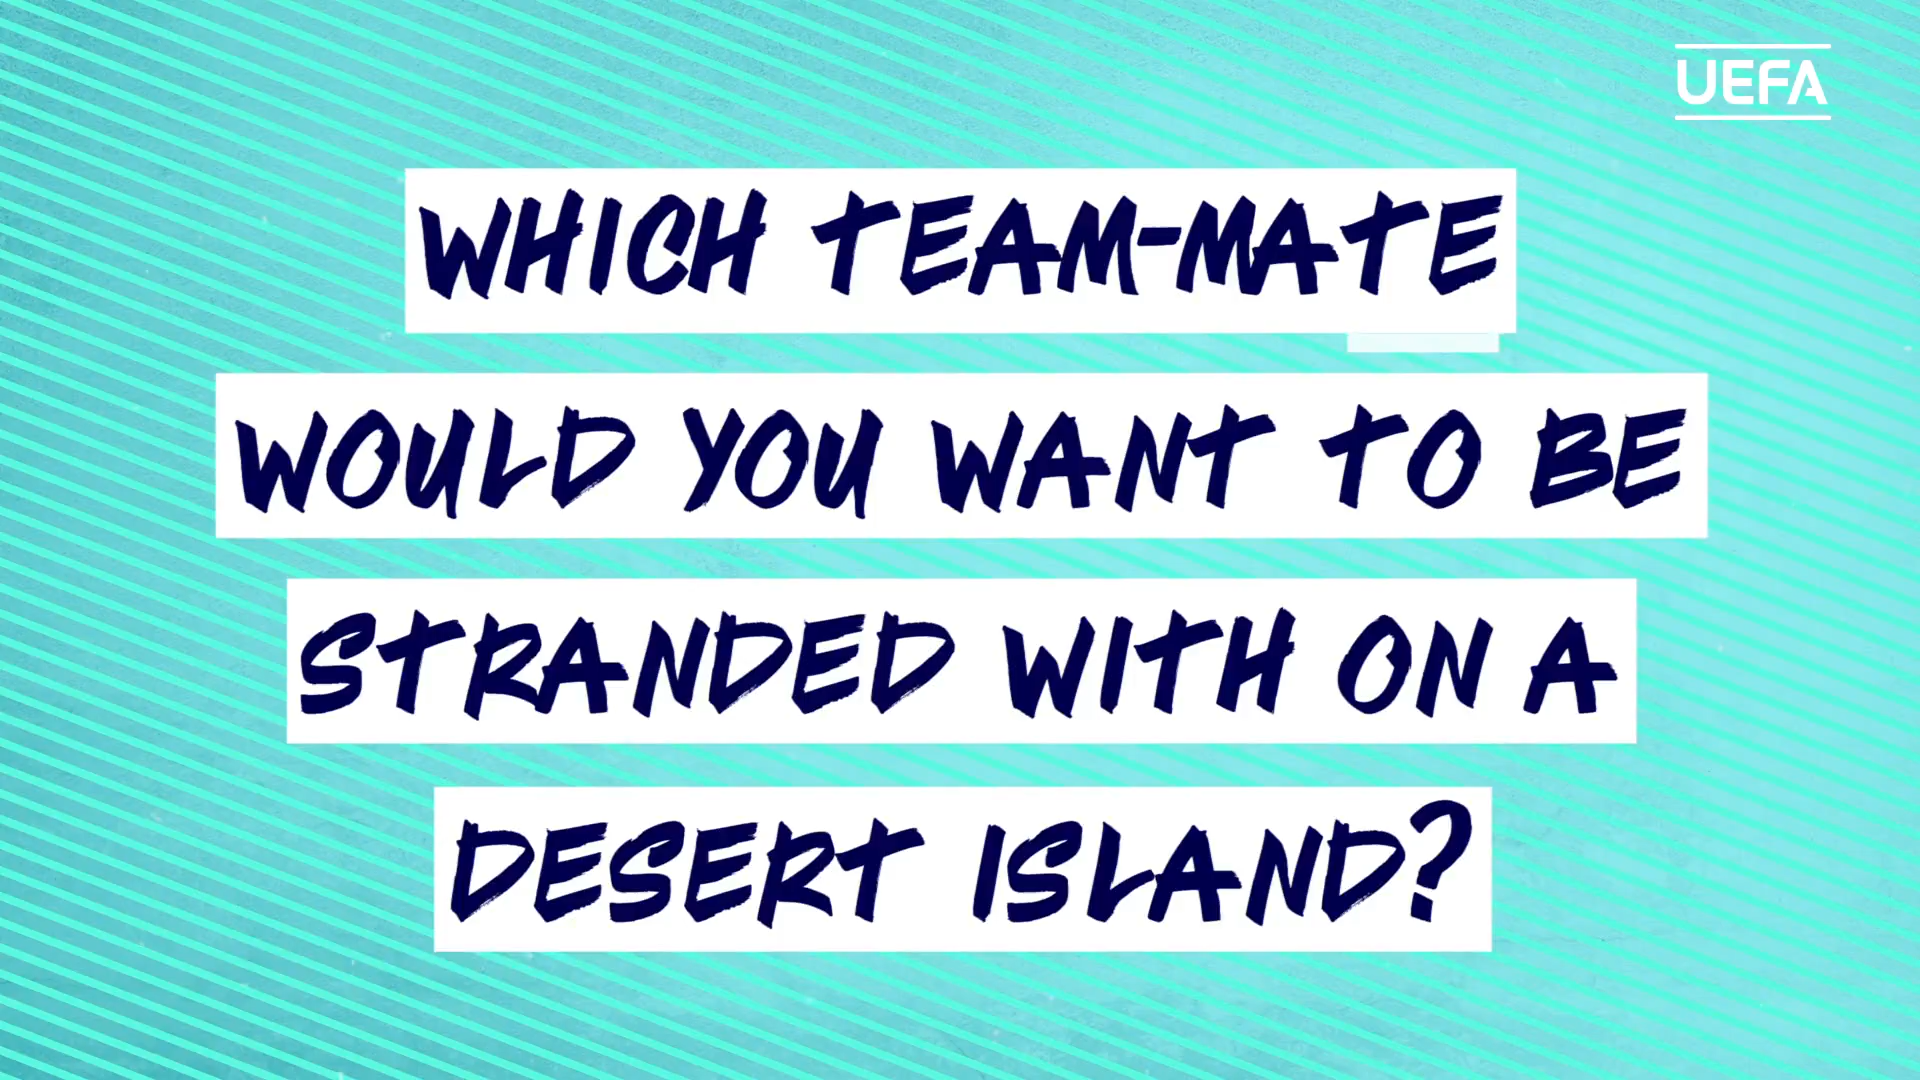 UEFA
WHICH TEAM-MATE
WOULD YOU WANT TO BE
STRANDED WITH ON A
DESERT ISLAND?